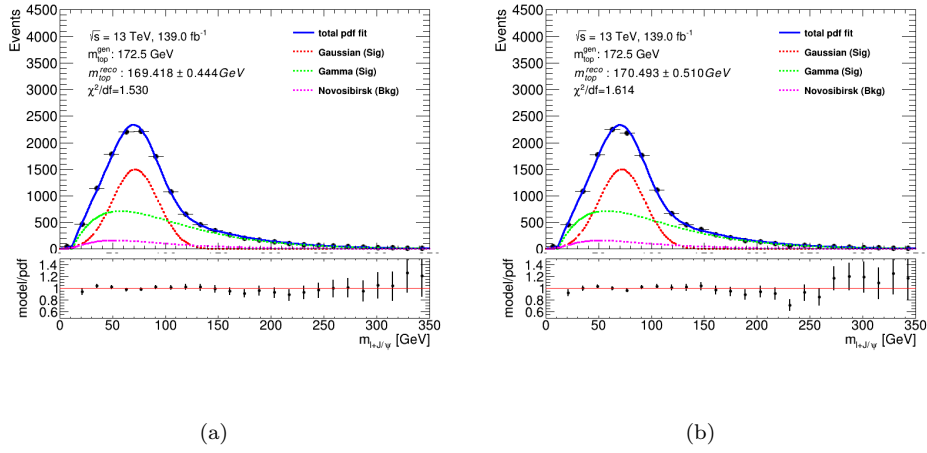 Events
4500
4000
3500
3000
2500
2000
1500
1000
500
0
√s = 13 TeV, 139.0 fb⁻¹
m_top^gen : 172.5 GeV
m_top^reco : 169.418 ± 0.444 GeV
χ²/df=1.530
total pdf fit
Gaussian (Sig)
Gamma (Sig)
Novosibirsk (Bkg)
model/pdf
1.4
1.2
1
0.8
0.6
0 50 100 150 200 250 300 350
m_l+J/ψ [GeV]
(a)
Events
4500
4000
3500
3000
2500
2000
1500
1000
500
0
√s = 13 TeV, 139.0 fb⁻¹
m_top^gen : 172.5 GeV
m_top^reco : 170.493 ± 0.510 GeV
χ²/df=1.614
total pdf fit
Gaussian (Sig)
Gamma (Sig)
Novosibirsk (Bkg)
model/pdf
1.4
1.2
1
0.8
0.6
0 50 100 150 200 250 300 350
m_l+J/ψ [GeV]
(b)